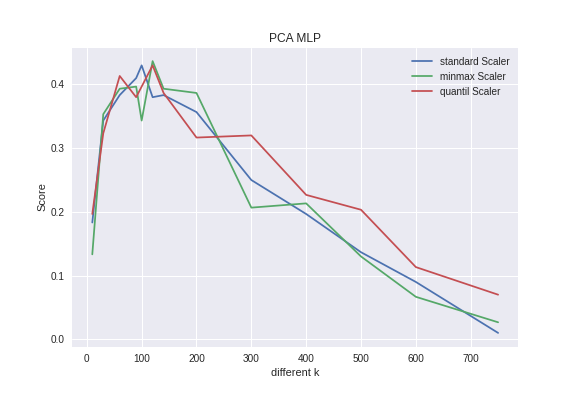 PCA MLP
standard Scaler
minmax Scaler
quantil Scaler
Score
0.4
0.3
0.2
0.1
0.0
0 100 200 300 400 500 600 700
different k